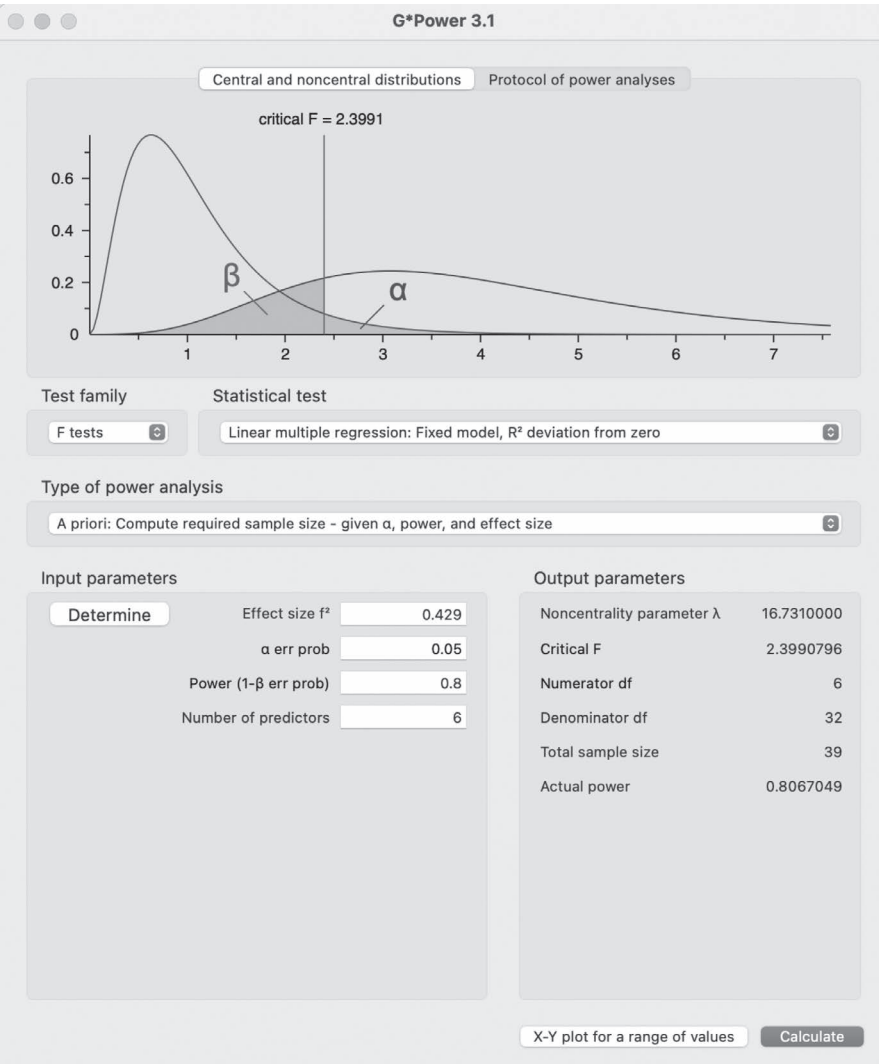 G*Power 3.1
Central and noncentral distributions Protocol of power analyses
critical F = 2.3991
0.6
0.4
0.2
0
β
α
1 2 3 4 5 6 7
Test family Statistical test
F tests Linear multiple regression: Fixed model, R² deviation from zero
Type of power analysis
A priori: Compute required sample size - given α, power, and effect size
Input parameters Output parameters
Determine Effect size f² 0.429 Noncentrality parameter λ 16.7310000
α err prob 0.05 Critical F 2.3990796
Power (1-β err prob) 0.8 Numerator df 6
Number of predictors 6 Denominator df 32
Total sample size 39
Actual power 0.8067049
X-Y plot for a range of values Calculate